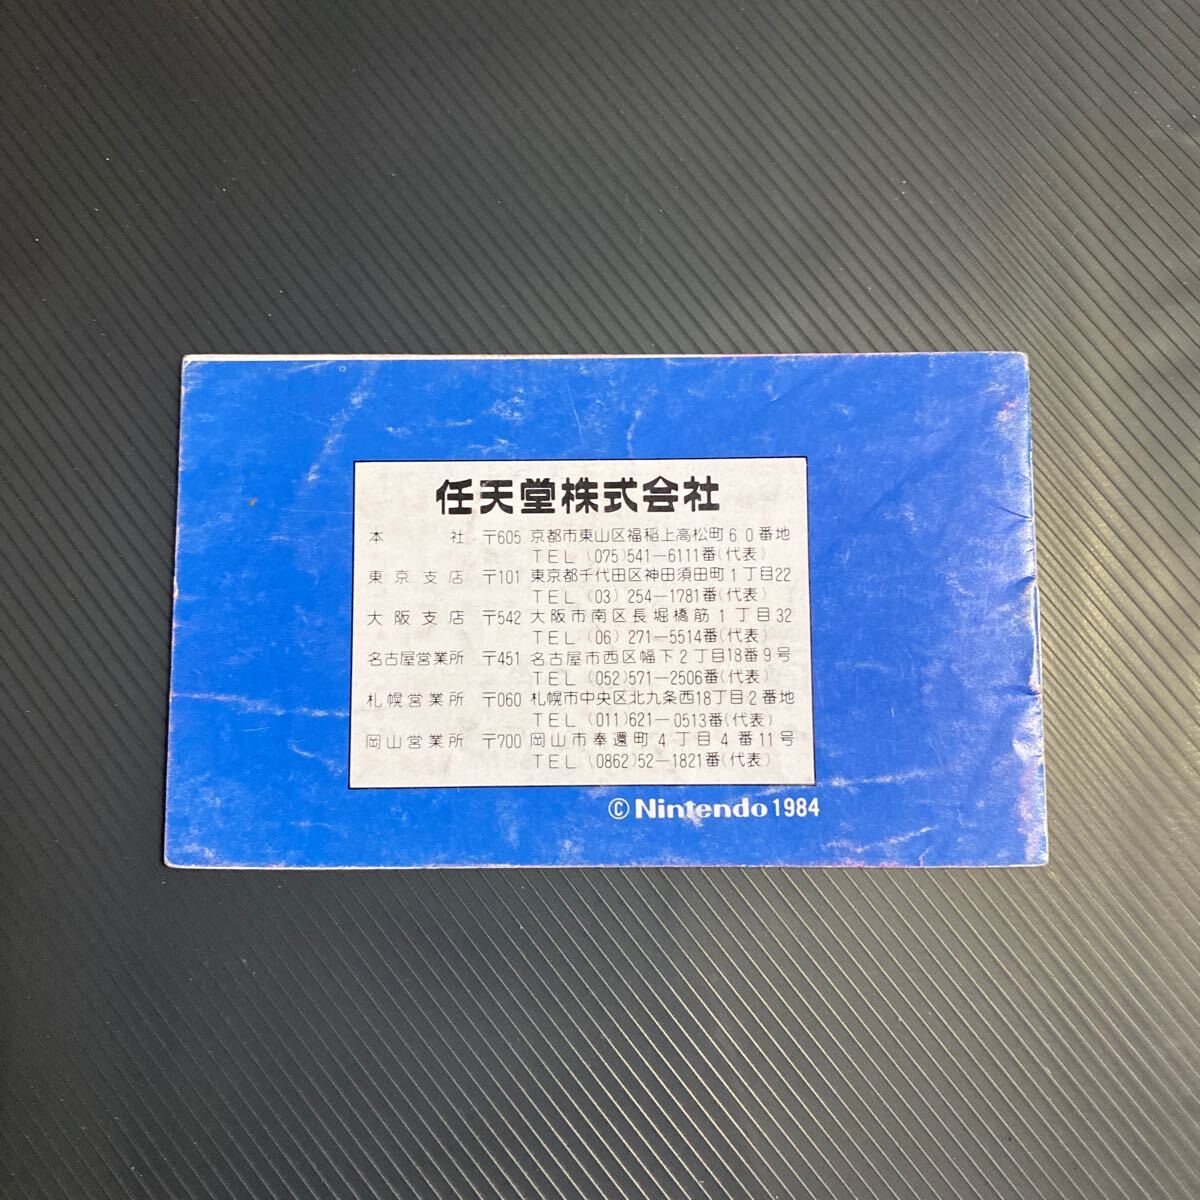 任天堂株式会社
本社 〒605 京都市東山区福稲上高松町60番地
TEL (075)541-6111番(代表)
東京支店 〒101 東京都千代田区神田須田町1丁目22
TEL (03) 254-1781番(代表)
大阪支店 〒542 大阪市南区長堀橋筋1丁目32
TEL (06) 271-5514番(代表)
名古屋営業所 〒451 名古屋市西区幅下2丁目18番9号
TEL (052)571-2506番(代表)
札幌営業所 〒060 札幌市中央区北九条西18丁目2番地
TEL (011)621-0513番(代表)
岡山営業所 〒700 岡山市奉還町4丁目4番11号
TEL (0862)52-1821番(代表)
© Nintendo 1984